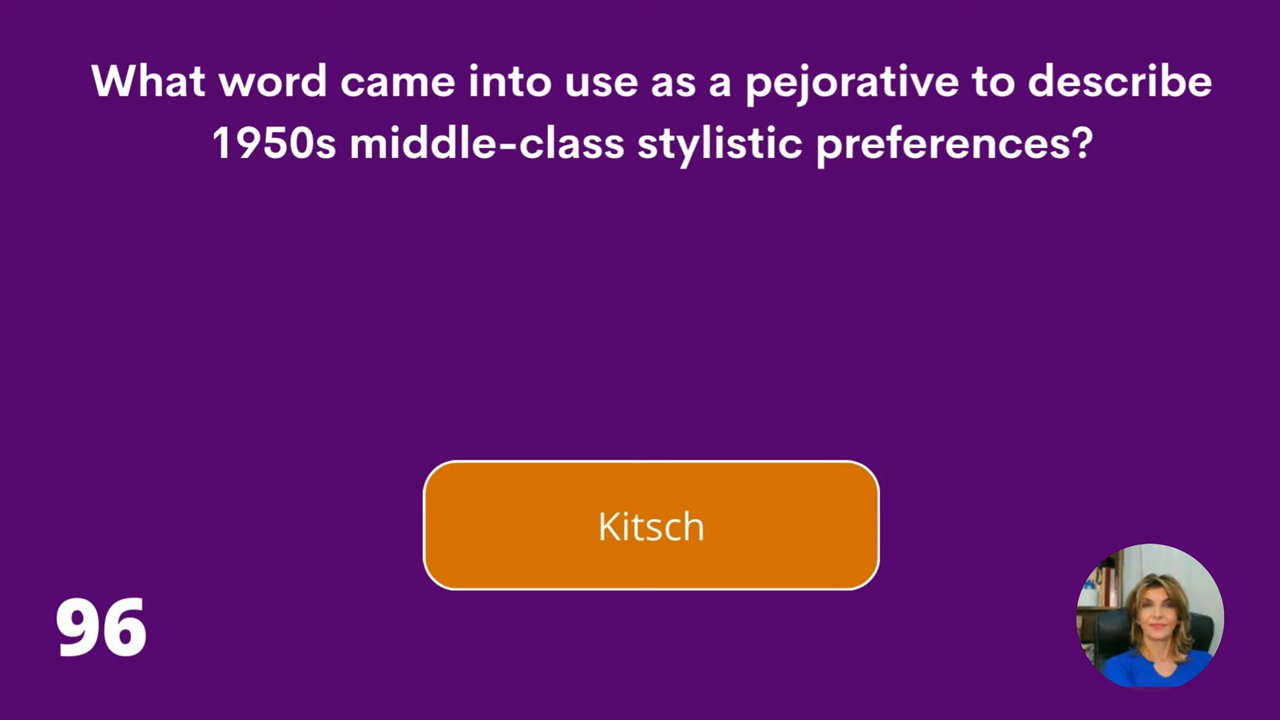 What word came into use as a pejorative to describe
1950s middle-class stylistic preferences?
Kitsch
96